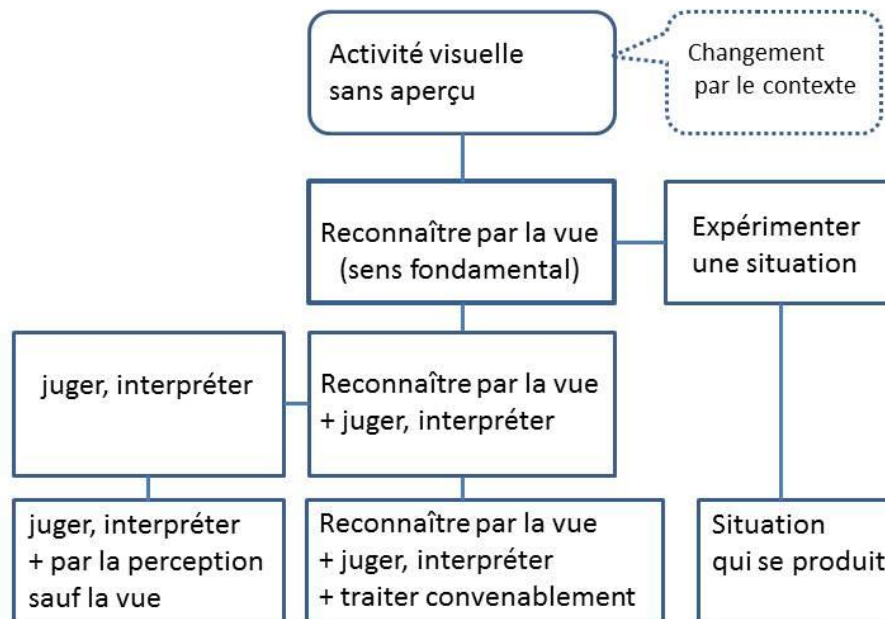 Activité visuelle
sans aperçu
Changement
par le contexte
Reconnaître par la vue
(sens fondamental)
Expérimenter
une situation
juger, interpréter
Reconnaître par la vue
+ juger, interpréter
juger, interpréter
+ par la perception
sauf la vue
Reconnaître par la vue
+ juger, interpréter
+ traiter convenablement
Situation
qui se produit